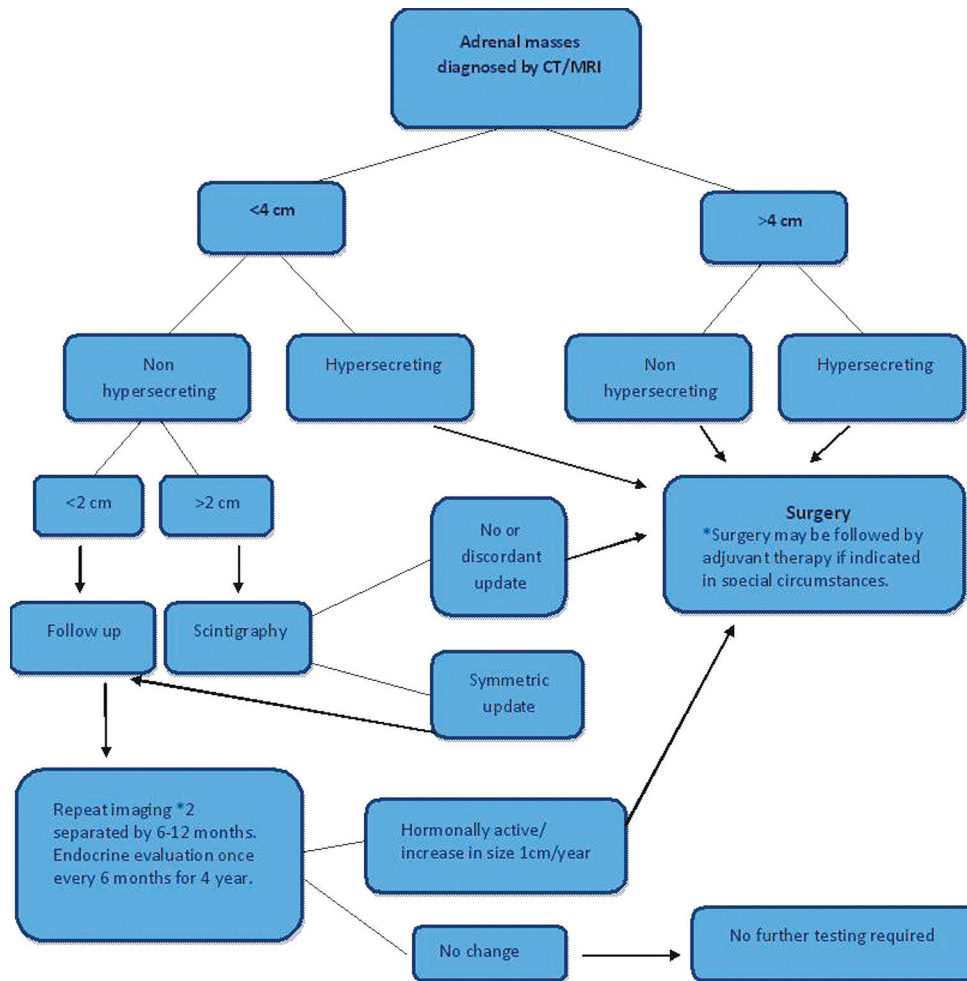 Adrenal masses
diagnosed by CT/MRI
<4 cm
>4 cm
Non
hypersecreting
Hypersecreting
Non
hypersecreting
Hypersecreting
<2 cm
>2 cm
No or
discordant
update
Surgery
*Surgery may be followed by
adjuvant therapy if indicated
in special circumstances.
Follow up
Scintigraphy
Symmetric
update
Repeat imaging *2
separated by 6-12 months.
Endocrine evaluation once
every 6 months for 4 year.
Hormonally active/
increase in size 1cm/year
No change
No further testing required